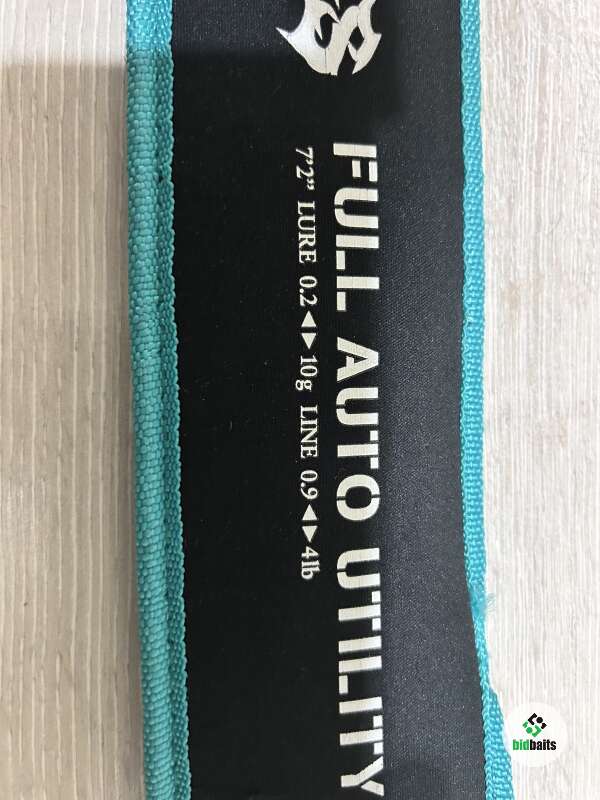 FULL AUTO UTILITY
7'2" LURE 0.2◀▶10g LINE 0.9◀▶4lb
bidbaits